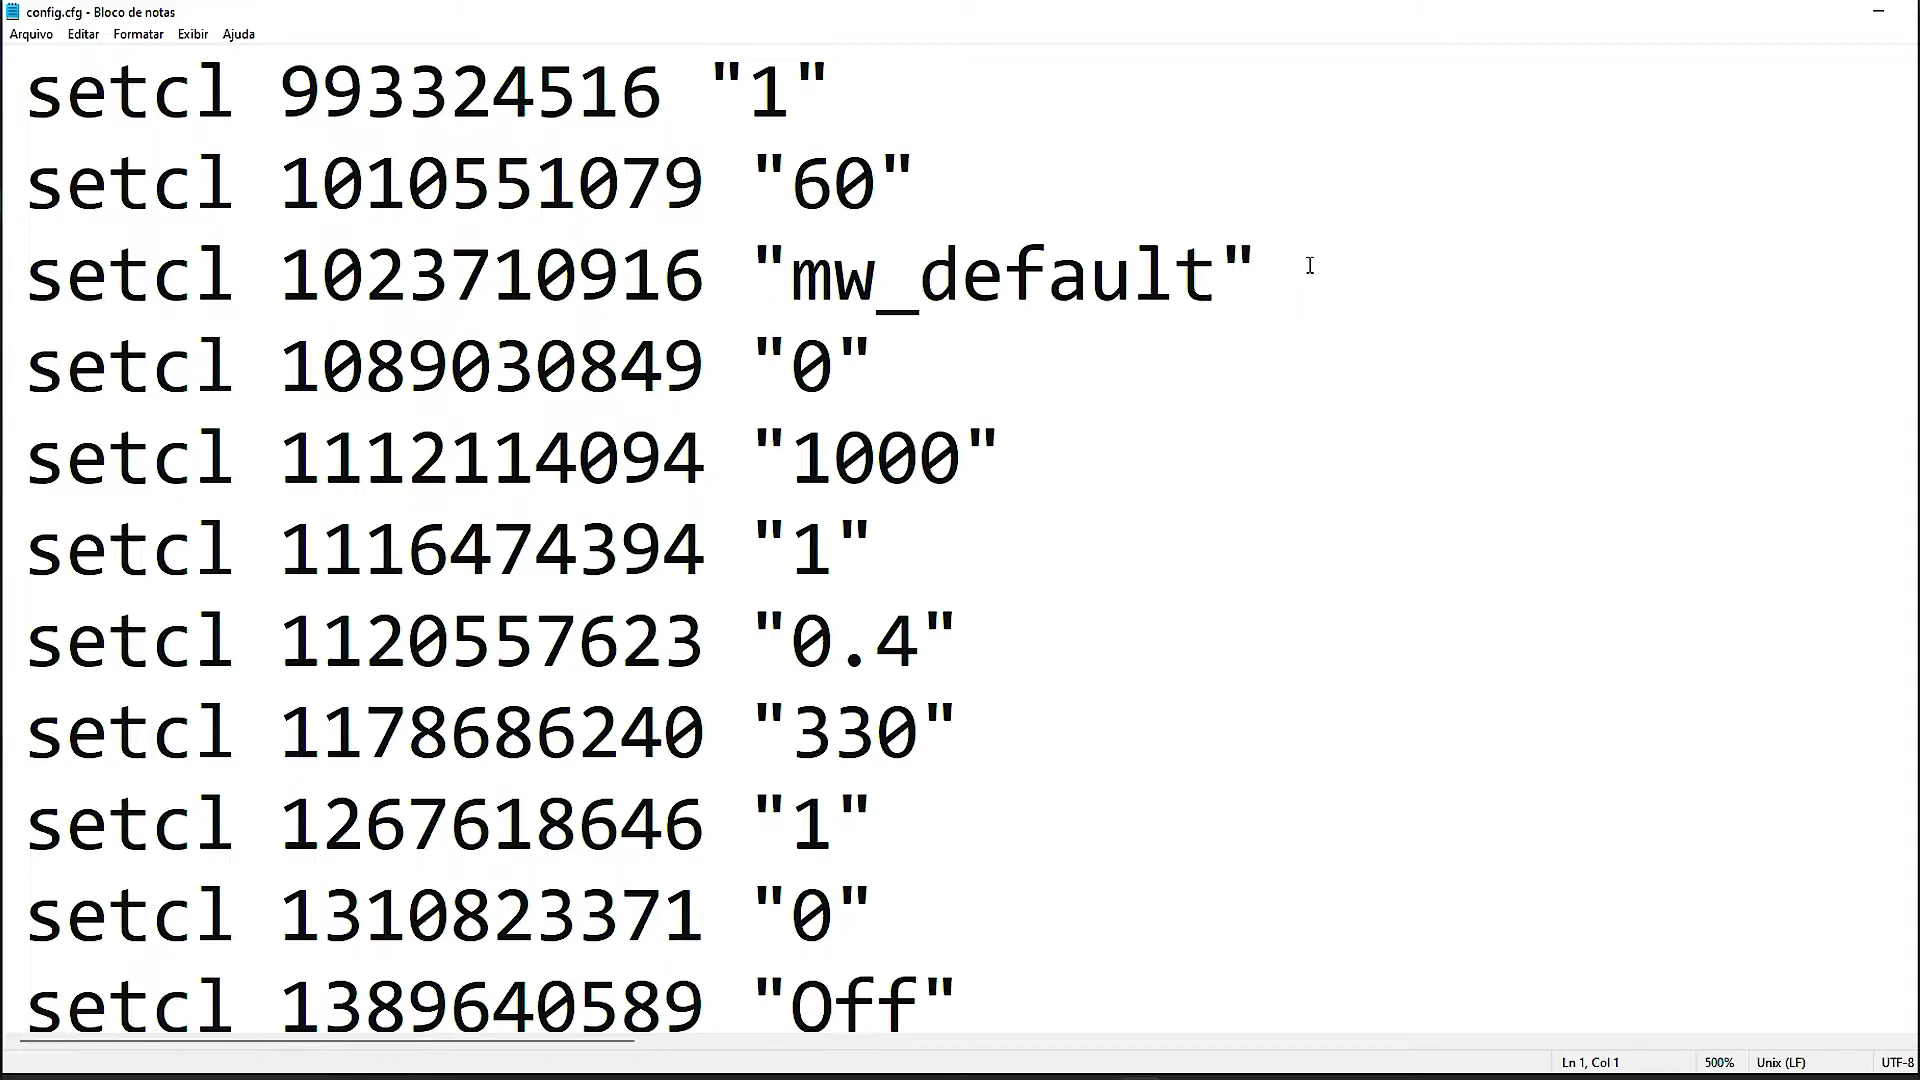 config.cfg - Bloco de notas
Arquivo Editar Formatar Exibir Ajuda
setcl 993324516 "1"
setcl 1010551079 "60"
setcl 1023710916 "mw_default"
setcl 1089030849 "0"
setcl 1112114094 "1000"
setcl 1116474394 "1"
setcl 1120557623 "0.4"
setcl 1178686240 "330"
setcl 1267618646 "1"
setcl 1310823371 "0"
setcl 1389640589 "Off"
Ln 1, Col 1 500% Unix (LF) UTF-8